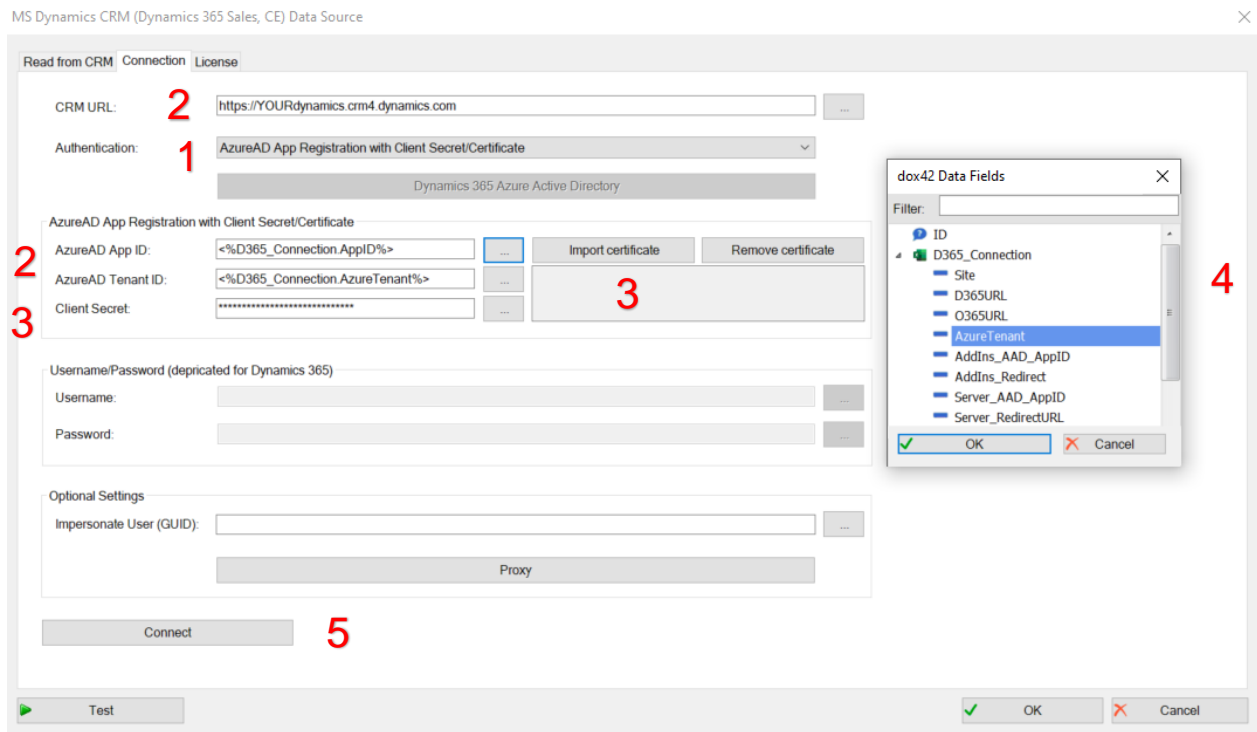 MS Dynamics CRM (Dynamics 365 Sales, CE) Data Source
Read from CRM Connection License
CRM URL: 2 https://YOURdynamics.crm4.dynamics.com ...
Authentication: 1 AzureAD App Registration with Client Secret/Certificate
Dynamics 365 Azure Active Directory
AzureAD App Registration with Client Secret/Certificate
2 AzureAD App ID: <%D365_Connection.AppID%> ... Import certificate Remove certificate
AzureAD Tenant ID: <%D365_Connection.AzureTenant%> ... 3
3 Client Secret: ***************************** ...
Username/Password (depricated for Dynamics 365)
Username: ...
Password: ...
Optional Settings
Impersonate User (GUID): ...
Proxy
Connect 5
Test OK Cancel
dox42 Data Fields
Filter:
ID
D365_Connection
Site
D365URL
O365URL
AzureTenant
AddIns_AAD_AppID
AddIns_Redirect
Server_AAD_AppID
Server_RedirectURL
OK Cancel
4